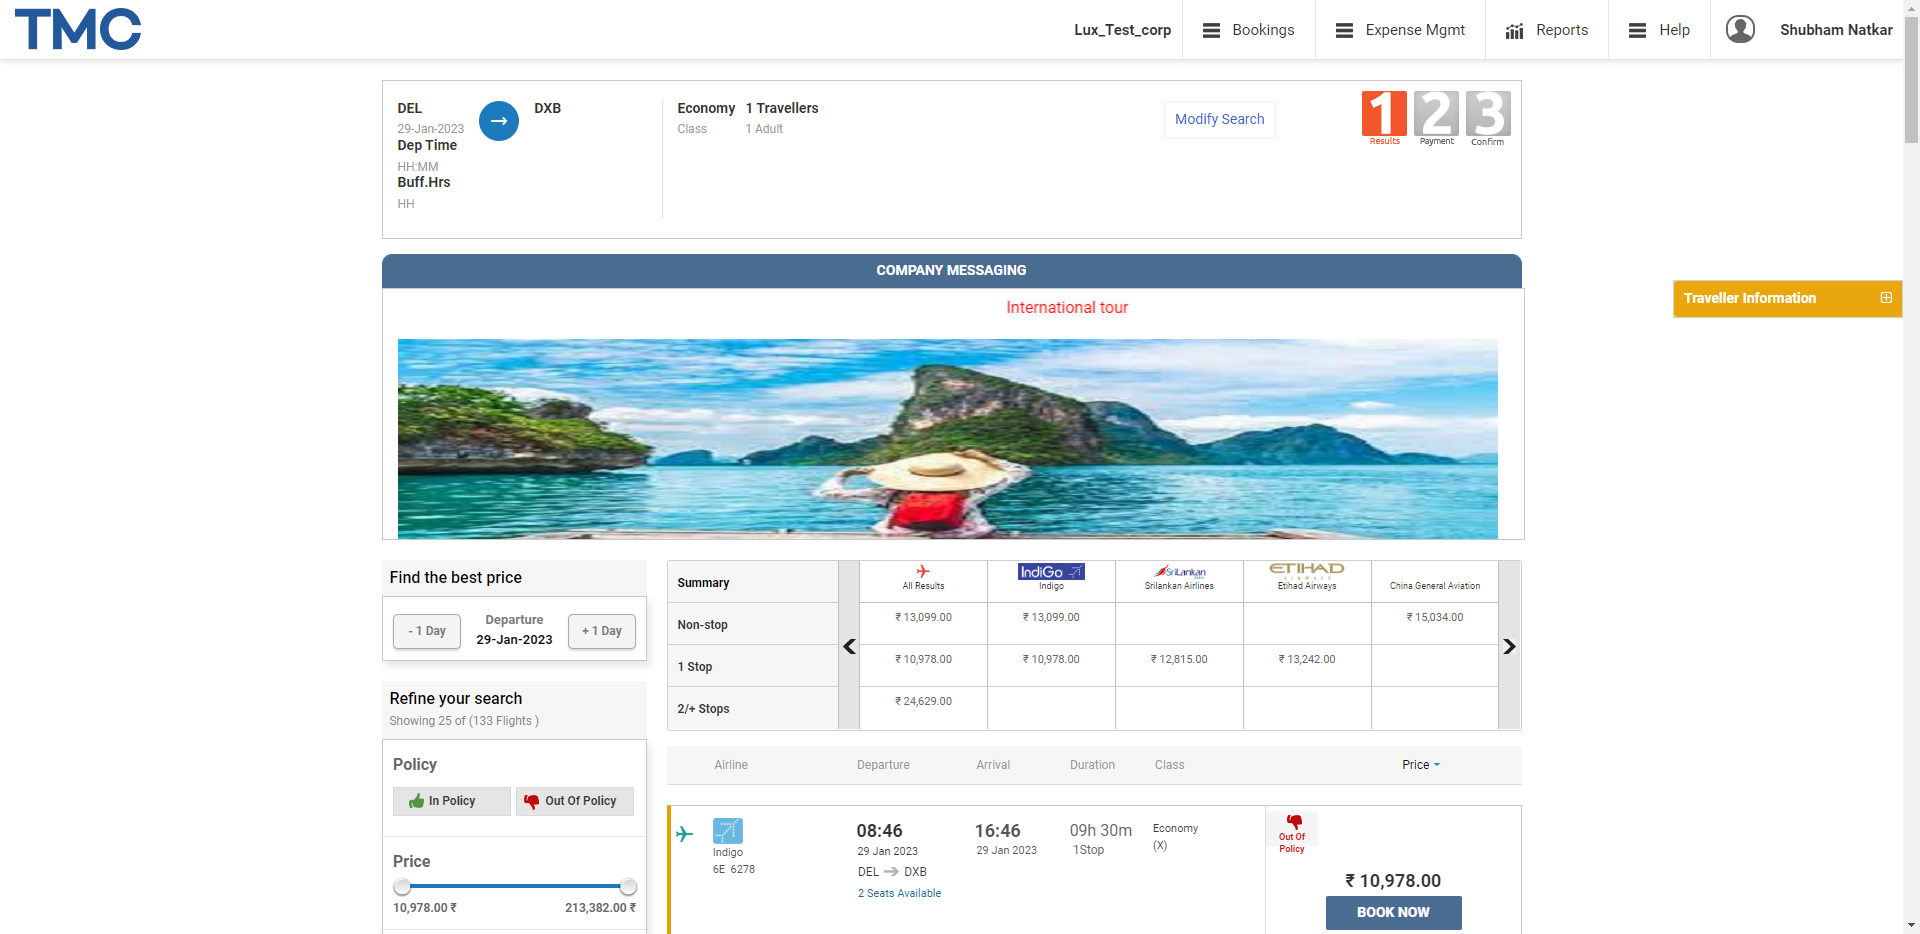 TMC
Lux_Test_corp
Bookings
Expense Mgmt
Reports
Help
Shubham Natkar
DEL
29-Jan-2023
DXB
Dep Time
HH:MM
Buff.Hrs
HH
Economy
Class
1 Travellers
1 Adult
Modify Search
1 2 3
Results Payment Confirm
COMPANY MESSAGING
International tour
Traveller Information
Find the best price
- 1 Day
Departure
29-Jan-2023
+ 1 Day
Refine your search
Showing 25 of (133 Flights )
Policy
In Policy
Out Of Policy
Price
10,978.00 ₹
213,382.00 ₹
Summary
All Results
IndiGo
Indigo
SriLankan
Srilankan Airlines
ETIHAD
AIRWAYS
Etihad Airways
China General Aviation
Non-stop
₹ 13,099.00
₹ 13,099.00
₹ 15,034.00
1 Stop
₹ 10,978.00
₹ 10,978.00
₹ 12,815.00
₹ 13,242.00
2/+ Stops
₹ 24,629.00
Airline
Departure
Arrival
Duration
Class
Price
Indigo
6E 6278
08:46
29 Jan 2023
DEL
DXB
2 Seats Available
16:46
29 Jan 2023
09h 30m
1Stop
Economy
(X)
Out Of
Policy
₹ 10,978.00
BOOK NOW